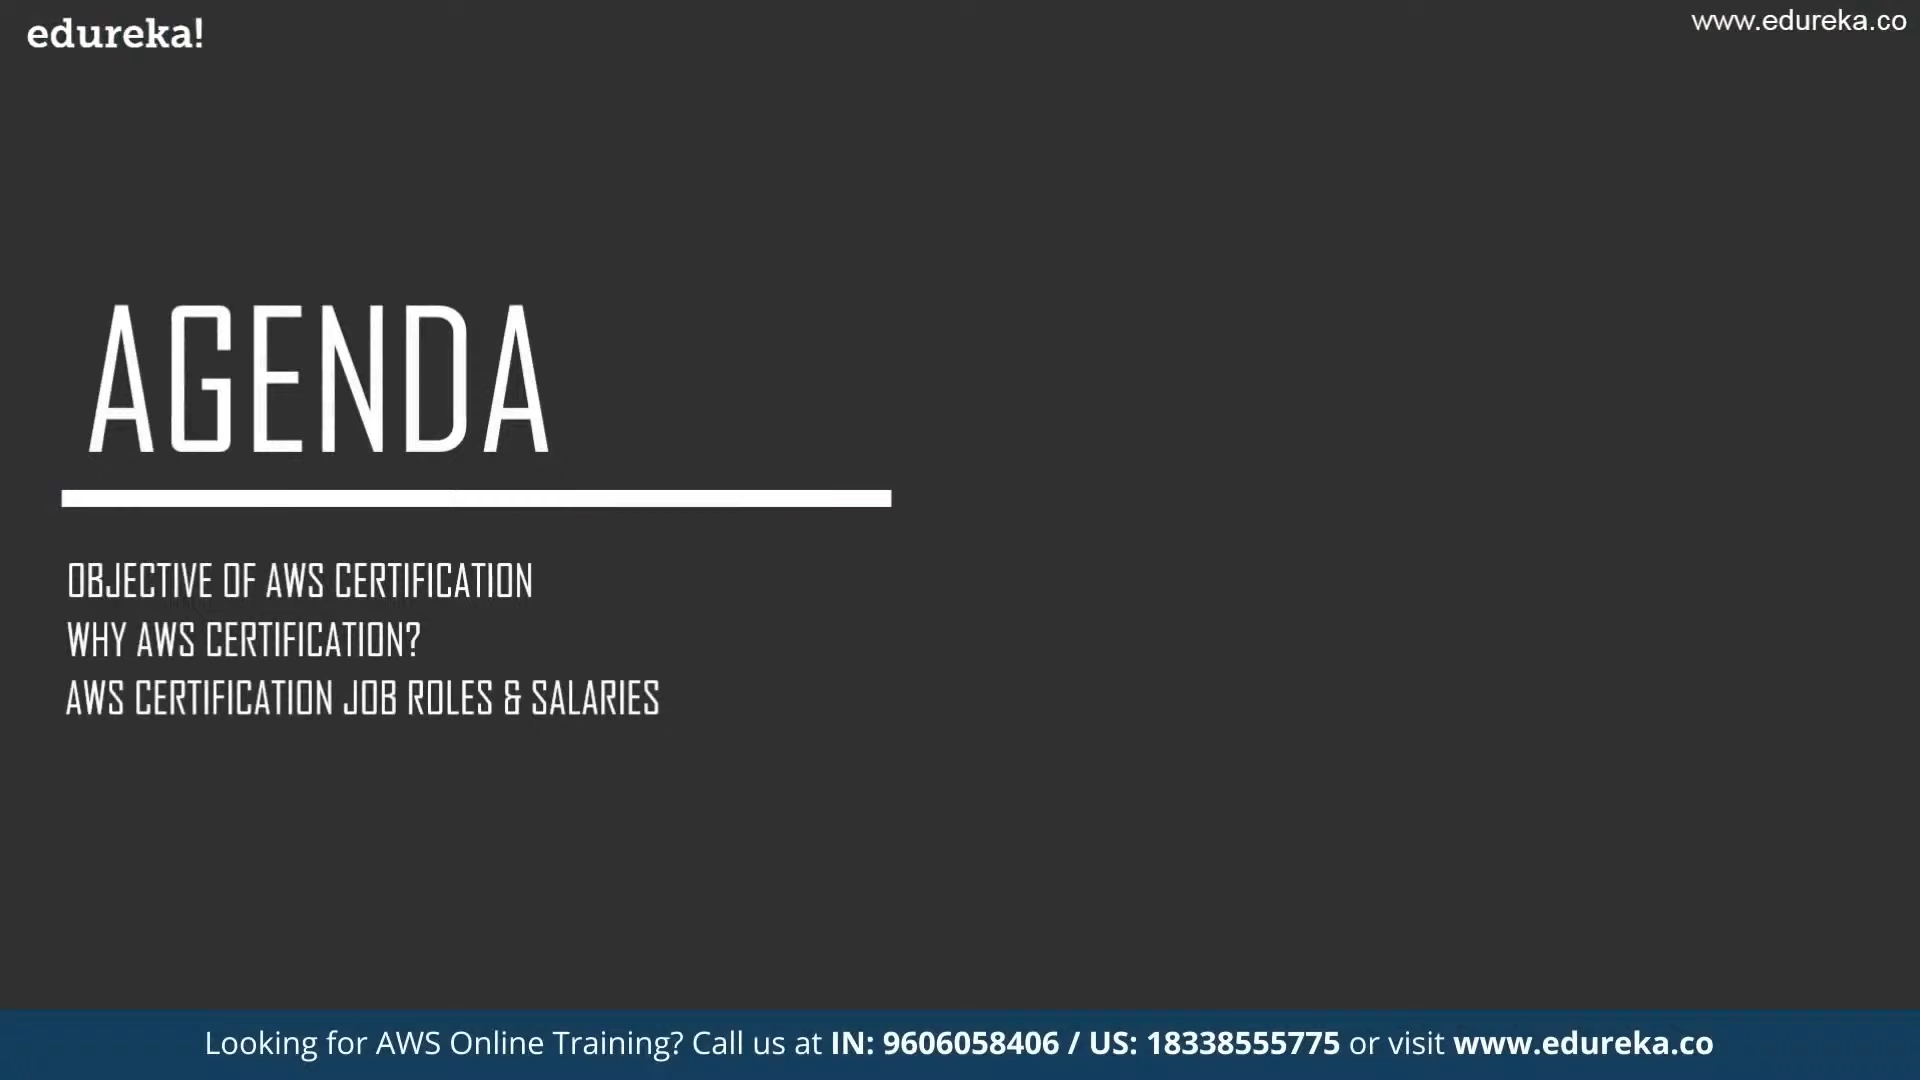 edureka!
www.edureka.co
AGENDA
OBJECTIVE OF AWS CERTIFICATION
WHY AWS CERTIFICATION?
AWS CERTIFICATION JOB ROLES & SALARIES
Looking for AWS Online Training? Call us at IN: 9606058406 / US: 18338555775 or visit www.edureka.co